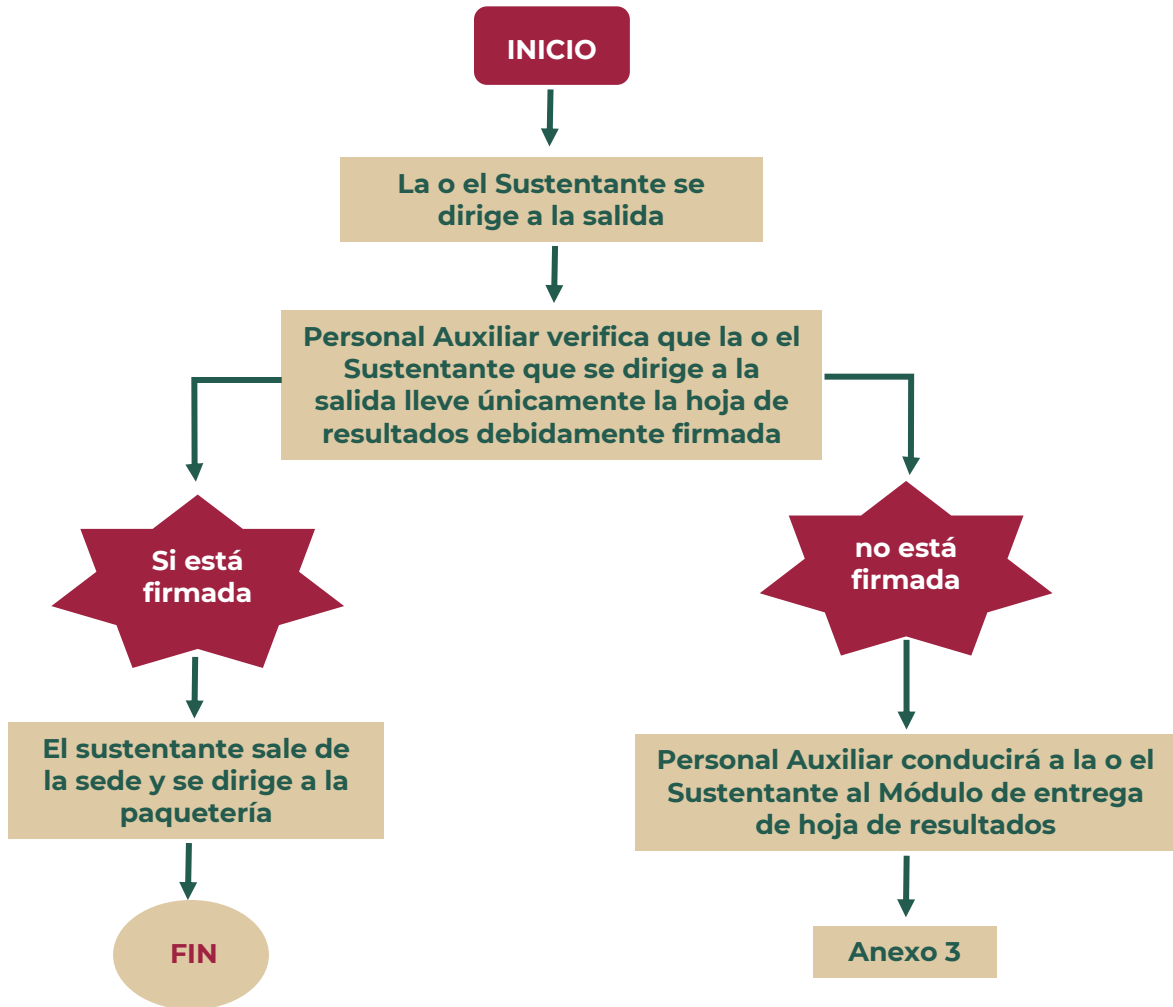 INICIO
La o el Sustentante se
dirige a la salida
Personal Auxiliar verifica que la o el
Sustentante que se dirige a la
salida lleve únicamente la hoja de
resultados debidamente firmada
Si está
firmada
no está
firmada
El sustentante sale de
la sede y se dirige a la
paquetería
Personal Auxiliar conducirá a la o el
Sustentante al Módulo de entrega
de hoja de resultados
FIN
Anexo 3